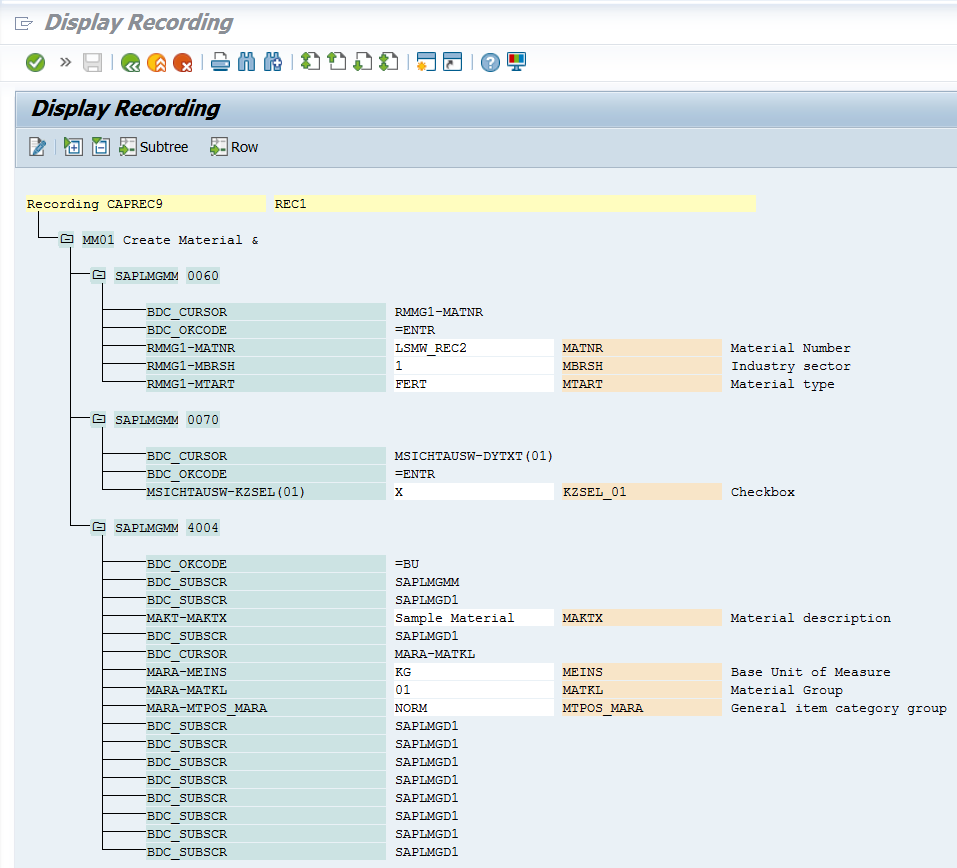 Display Recording
Display Recording
Subtree Row
Recording CAPREC9 REC1
MM01 Create Material &
SAPLMGMM 0060
BDC_CURSOR RMMG1-MATNR
BDC_OKCODE =ENTR
RMMG1-MATNR LSMW_REC2 MATNR Material Number
RMMG1-MBRSH 1 MBRSH Industry sector
RMMG1-MTART FERT MTART Material type
SAPLMGMM 0070
BDC_CURSOR MSICHTAUSW-DYTXT(01)
BDC_OKCODE =ENTR
MSICHTAUSW-KZSEL(01) X KZSEL_01 Checkbox
SAPLMGMM 4004
BDC_OKCODE =BU
BDC_SUBSCR SAPLMGMM
BDC_SUBSCR SAPLMGD1
MAKT-MAKTX Sample Material MAKTX Material description
BDC_SUBSCR SAPLMGD1
BDC_CURSOR MARA-MATKL
MARA-MEINS KG MEINS Base Unit of Measure
MARA-MATKL 01 MATKL Material Group
MARA-MTPOS_MARA NORM MTPOS_MARA General item category group
BDC_SUBSCR SAPLMGD1
BDC_SUBSCR SAPLMGD1
BDC_SUBSCR SAPLMGD1
BDC_SUBSCR SAPLMGD1
BDC_SUBSCR SAPLMGD1
BDC_SUBSCR SAPLMGD1
BDC_SUBSCR SAPLMGD1
BDC_SUBSCR SAPLMGD1